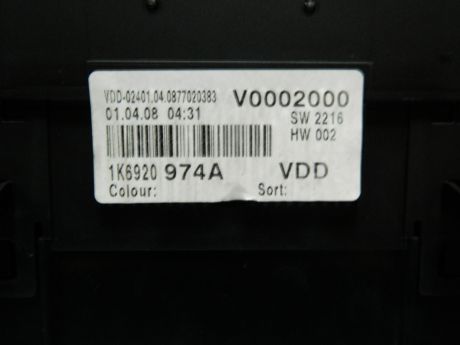 VDD-02401.04.0877020383 V0002000
01.04.08 04:31 SW 2216
HW 002
1K6920 974A VDD
Colour: Sort: